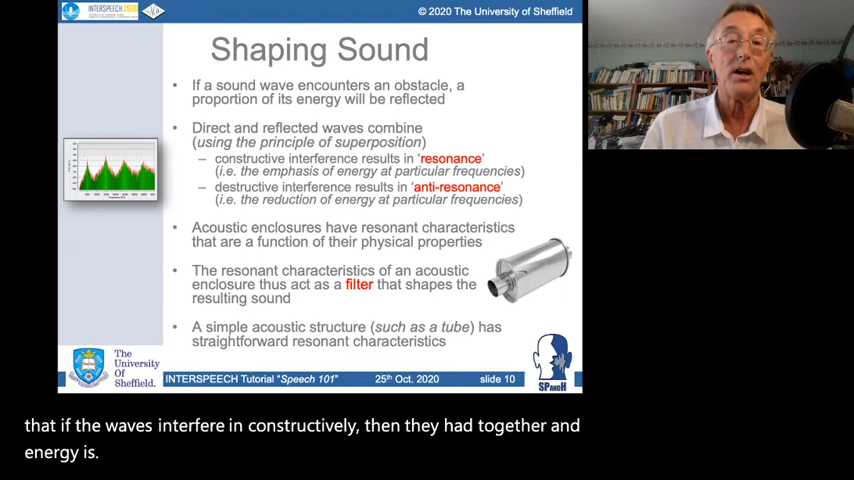 INTERSPEECH 2020
© 2020 The University of Sheffield
Shaping Sound
• If a sound wave encounters an obstacle, a
proportion of its energy will be reflected
• Direct and reflected waves combine
(using the principle of superposition)
– constructive interference results in 'resonance'
(i.e. the emphasis of energy at particular frequencies)
– destructive interference results in 'anti-resonance'
(i.e. the reduction of energy at particular frequencies)
• Acoustic enclosures have resonant characteristics
that are a function of their physical properties
• The resonant characteristics of an acoustic
enclosure thus act as a filter that shapes the
resulting sound
• A simple acoustic structure (such as a tube) has
straightforward resonant characteristics
The
University
Of
Sheffield.
SPandH
INTERSPEECH Tutorial "Speech 101" 25th Oct. 2020 slide 10
that if the waves interfere in constructively, then they had together and
energy is.